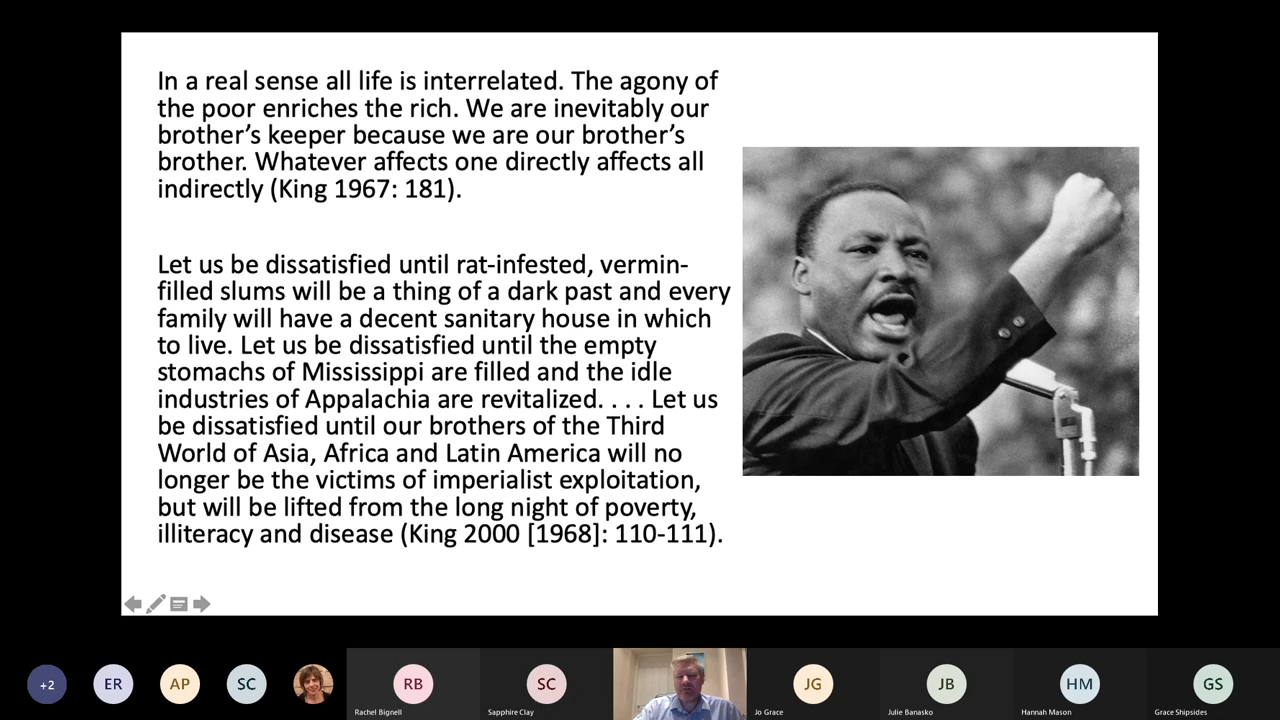 In a real sense all life is interrelated. The agony of
the poor enriches the rich. We are inevitably our
brother’s keeper because we are our brother’s
brother. Whatever affects one directly affects all
indirectly (King 1967: 181).
Let us be dissatisfied until rat-infested, vermin-
filled slums will be a thing of a dark past and every
family will have a decent sanitary house in which
to live. Let us be dissatisfied until the empty
stomachs of Mississippi are filled and the idle
industries of Appalachia are revitalized. . . . Let us
be dissatisfied until our brothers of the Third
World of Asia, Africa and Latin America will no
longer be the victims of imperialist exploitation,
but will be lifted from the long night of poverty,
illiteracy and disease (King 2000 [1968]: 110-111).
+2
ER
AP
SC
RB
SC
JG
JB
HM
GS
Rachel Bignell
Sapphire Clay
Jo Grace
Julie Banasko
Hannah Mason
Grace Shipsides